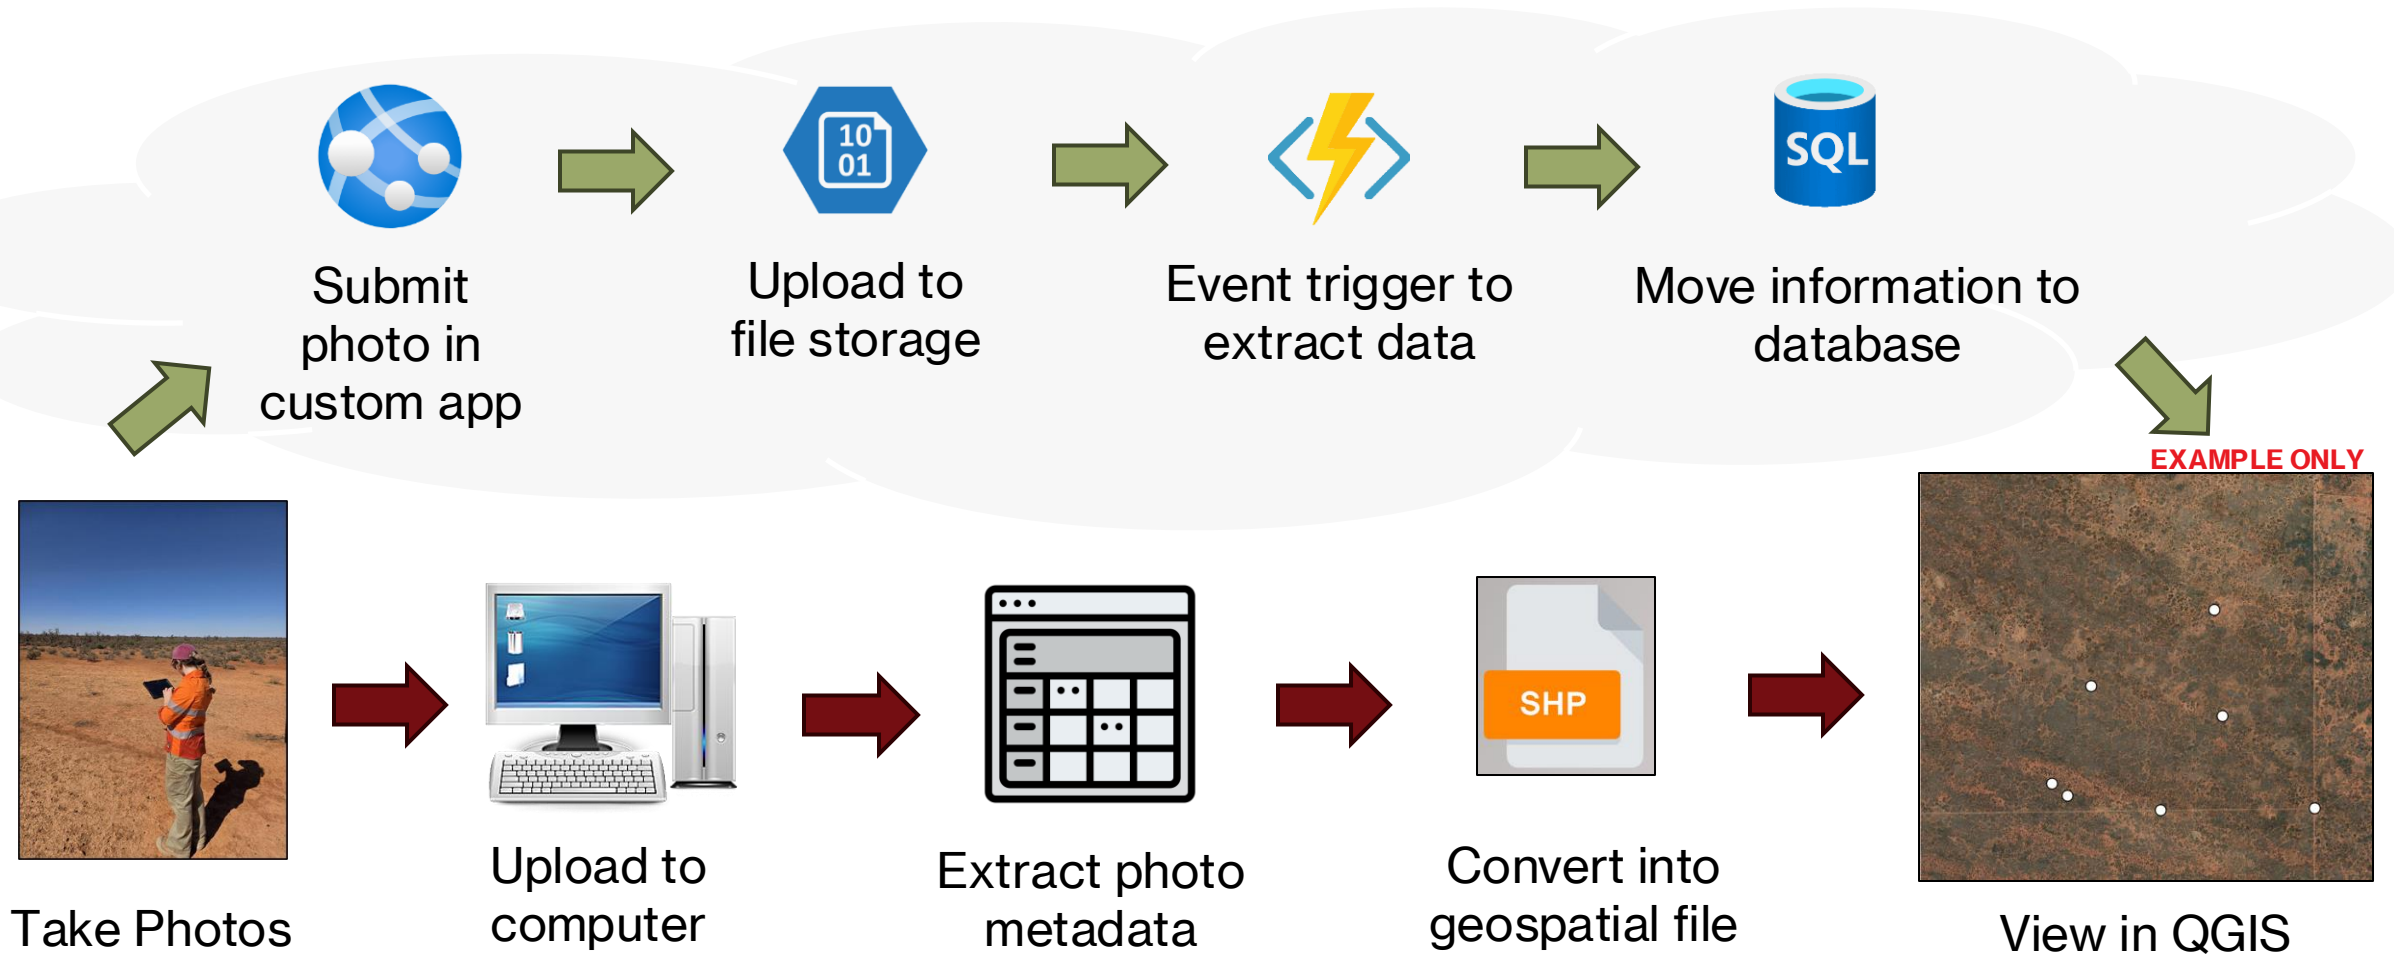 10
01
SQL
Submit
photo in
custom app
Upload to
file storage
Event trigger to
extract data
Move information to
database
EXAMPLE ONLY
SHP
Take Photos
Upload to
computer
Extract photo
metadata
Convert into
geospatial file
View in QGIS